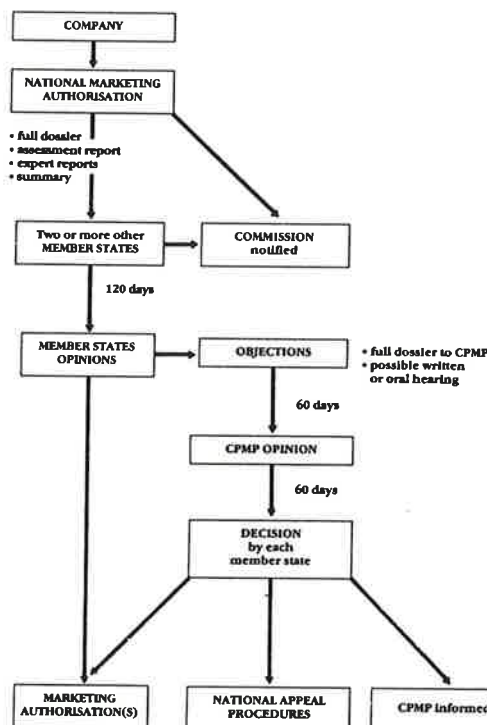 COMPANY
NATIONAL MARKETING
AUTHORISATION
• full dossier
• assessment report
• expert reports
• summary
Two or more other
MEMBER STATES
COMMISSION
notified
120 days
MEMBER STATES
OPINIONS
OBJECTIONS
• full dossier to CPMP
• possible written
or oral hearing
60 days
CPMP OPINION
60 days
DECISION
by each
member state
MARKETING
AUTHORISATION(S)
NATIONAL APPEAL
PROCEDURES
CPMP informed